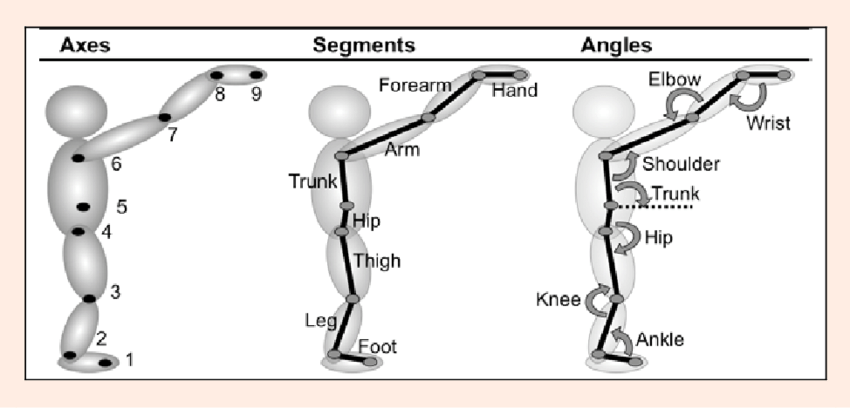 Axes
8
9
7
6
5
4
3
2
1
Segments
Forearm
Hand
Arm
Trunk
Hip
Thigh
Leg
Foot
Angles
Elbow
Wrist
Shoulder
Trunk
Hip
Knee
Ankle